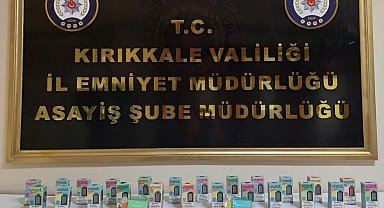 T.C.
KIRIKKALE VALİLİĞİ
İL EMNİYET MÜDÜRLÜĞÜ
ASAYİŞ ŞUBE MÜDÜRLÜĞÜ